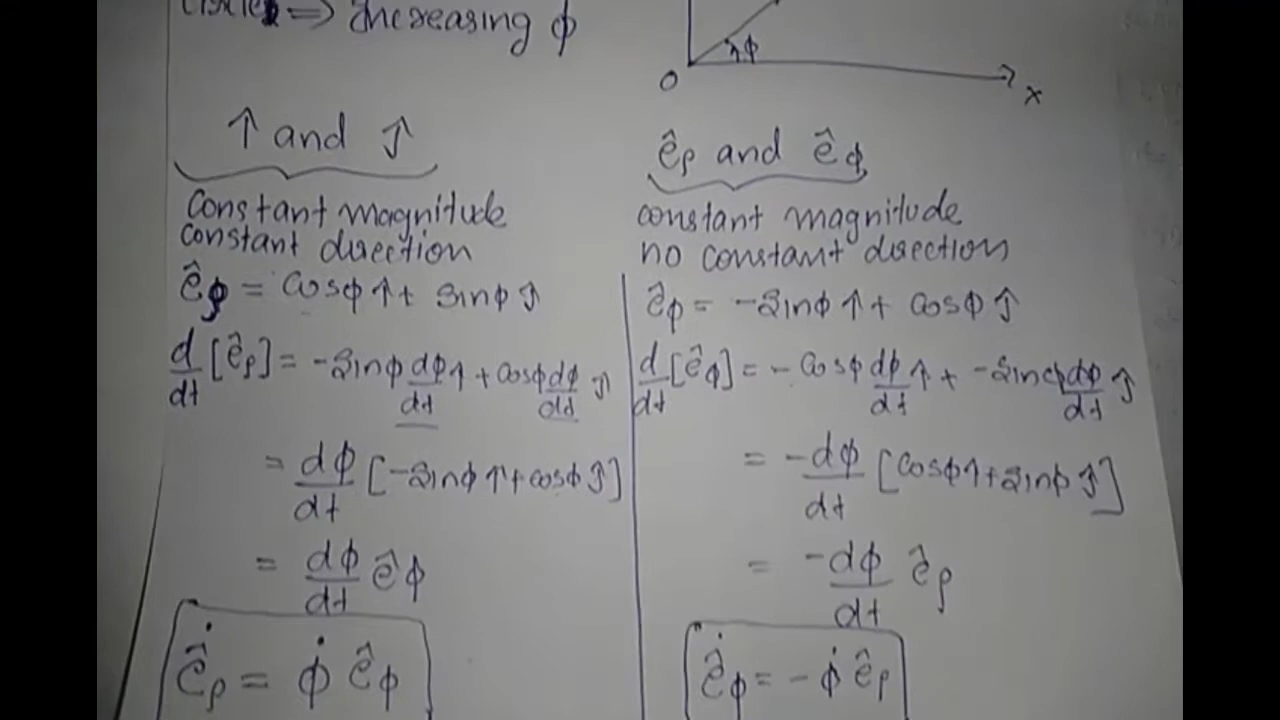 ⇒ Increasing ϕ
ϕ
O
x
î and ĵ
constant magnitude
constant direction
ê_ρ = cosϕ î + sinϕ ĵ
d/dt [ê_ρ] = -sinϕ dϕ/dt î + cosϕ dϕ/dt ĵ
= dϕ/dt [-sinϕ î + cosϕ ĵ]
= dϕ/dt ê_ϕ
ê̇_ρ = ϕ̇ ê_ϕ
ê_ρ and ê_ϕ
constant magnitude
no constant direction
ê_ϕ = -sinϕ î + cosϕ ĵ
d/dt [ê_ϕ] = -cosϕ dϕ/dt î + -sinϕ dϕ/dt ĵ
= -dϕ/dt [cosϕ î + sinϕ ĵ]
= -dϕ/dt ê_ρ
ê̇_ϕ = -ϕ̇ ê_ρ